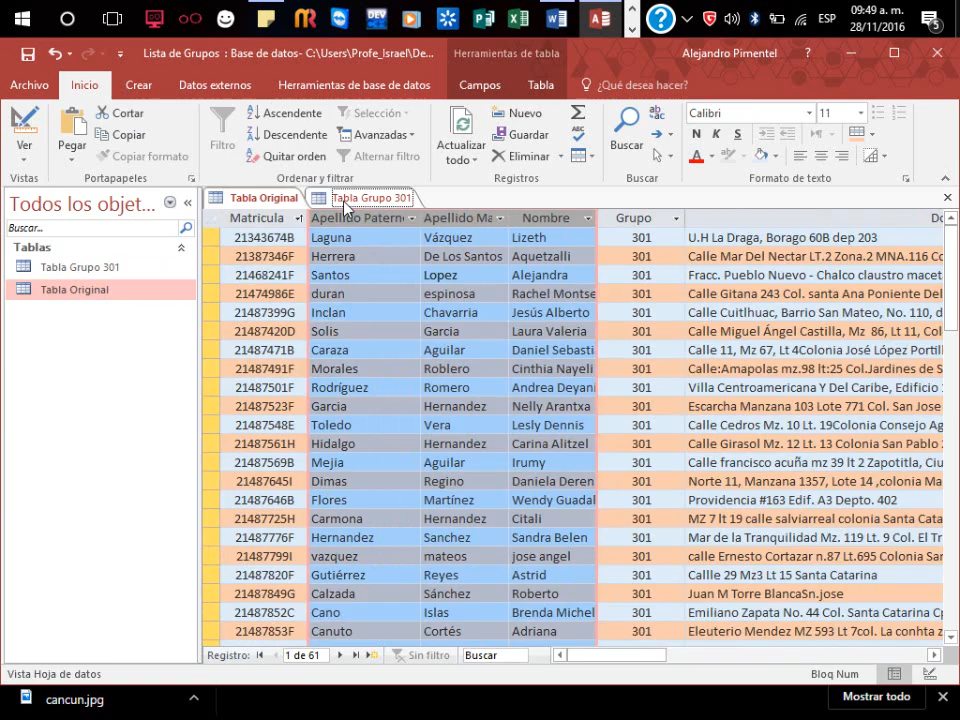 ESP
09:49 a. m.
28/11/2016
5
Lista de Grupos : Base de datos- C:\Users\Profe_Israel\De...
Herramientas de tabla
Alejandro Pimentel
Archivo
Inicio
Crear
Datos externos
Herramientas de base de datos
Campos
Tabla
¿Qué desea hacer?
Ver
Pegar
Cortar
Copiar
Copiar formato
Portapapeles
Filtro
Ascendente
Descendente
Quitar orden
Selección
Avanzadas
Alternar filtro
Ordenar y filtrar
Actualizar todo
Nuevo
Guardar
Eliminar
Registros
Buscar
Calibri
11
N K S
Formato de texto
Todos los objet...
Buscar...
Tablas
Tabla Grupo 301
Tabla Original
Tabla Original
Tabla Grupo 301
Matricula Apellido Paterno Apellido Ma Nombre Grupo
21343674B Laguna Vázquez Lizeth 301 U.H La Draga, Borago 60B dep 203
21387346F Herrera De Los Santos Aquetzalli 301 Calle Mar Del Nectar LT.2 Zona.2 MNA.116 Co
21468241F Santos Lopez Alejandra 301 Fracc. Pueblo Nuevo - Chalco claustro macet
21474986E duran espinosa Rachel Montse 301 Calle Gitana 243 Col. santa Ana Poniente Del
21487399G Inclan Chavarria Jesús Alberto 301 Calle Cuitlhuac, Barrio San Mateo, No. 110, d
21487420D Solis Garcia Laura Valeria 301 Calle Miguel Ángel Castilla, Mz 86, Lt 11, Col
21487471B Caraza Aguilar Daniel Sebasti 301 Calle 11, Mz 67, Lt 4Colonia José López Portill
21487491F Morales Roblero Cinthia Nayeli 301 Calle:Amapolas mz.98 lt:25 Col.Jardines de S
21487501F Rodríguez Romero Andrea Deyani 301 Villa Centroamericana Y Del Caribe, Edificio
21487523F Garcia Hernandez Nelly Arantxa 301 Escarcha Manzana 103 Lote 771 Col. San Jose
21487548E Toledo Vera Lesly Dennis 301 Calle Cedros Mz. 10 Lt. 19Colonia Consejo Ag
21487561H Hidalgo Hernandez Carina Alitzel 301 Calle Girasol Mz. 12 Lt. 13 Colonia San Pablo
21487569B Mejia Aguilar Irumy 301 Calle francisco acuña mz 39 lt 2 Zapotitla, Ciu
21487645I Dimas Regino Daniela Deren 301 Norte 11, Manzana 1357, Lote 14 ,colonia Ma
21487646B Flores Martínez Wendy Guadal 301 Providencia #163 Edif. A3 Depto. 402
21487725H Carmona Hernandez Citali 301 MZ 7 lt 19 calle salviarreal colonia Santa Cata
21487776F Hernandez Sanchez Sandra Belen 301 Mar de la Tranquilidad Mz. 119 Lt. 9 Col. El T
21487799I vazquez mateos jose angel 301 calle Ernesto Cortazar n.87 Lt.695 Colonia San
21487820F Gutiérrez Reyes Astrid 301 Callle 29 Mz3 Lt 15 Santa Catarina
21487849G Calzada Sánchez Roberto 301 Juan M Torre BlancaSn.jose
21487852C Cano Islas Brenda Michel 301 Emiliano Zapata No. 44 Col. Santa Catarina Cp
21487853F Canuto Cortés Adriana 301 Eleuterio Mendez MZ 593 Lt 7col. La conhta z
Registro: 1 de 61 Sin filtro Buscar
Vista Hoja de datos
Bloq Num
cancun.jpg
Mostrar todo